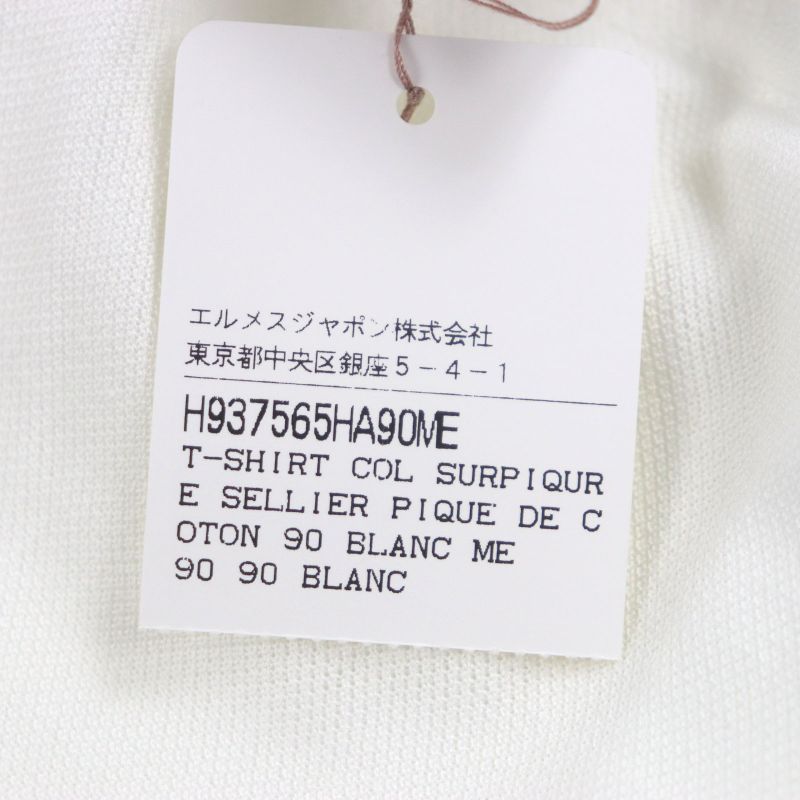 エルメスジャポン株式会社
東京都中央区銀座5-4-1
H937565HA90ME
T-SHIRT COL SURPIQUR
E SELLIER PIQUE DE C
OTON 90 BLANC ME
90 90 BLANC